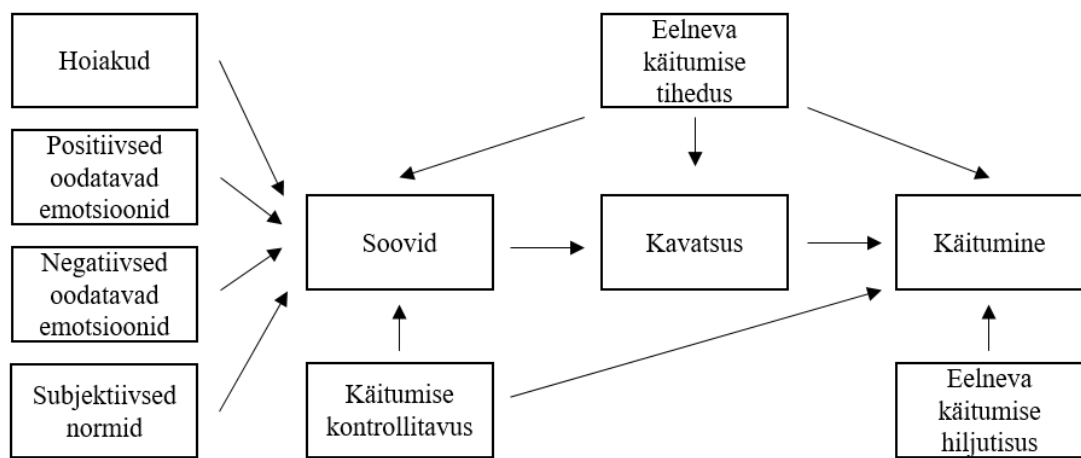 Hoiakud
Positiivsed
oodatavad
emotsioonid
Negatiivsed
oodatavad
emotsioonid
Subjektiivsed
normid
Eelneva
käitumise
tihedus
Soovid
Kavatsus
Käitumine
Käitumise
kontrollitavus
Eelneva
käitumise
hiljutisus